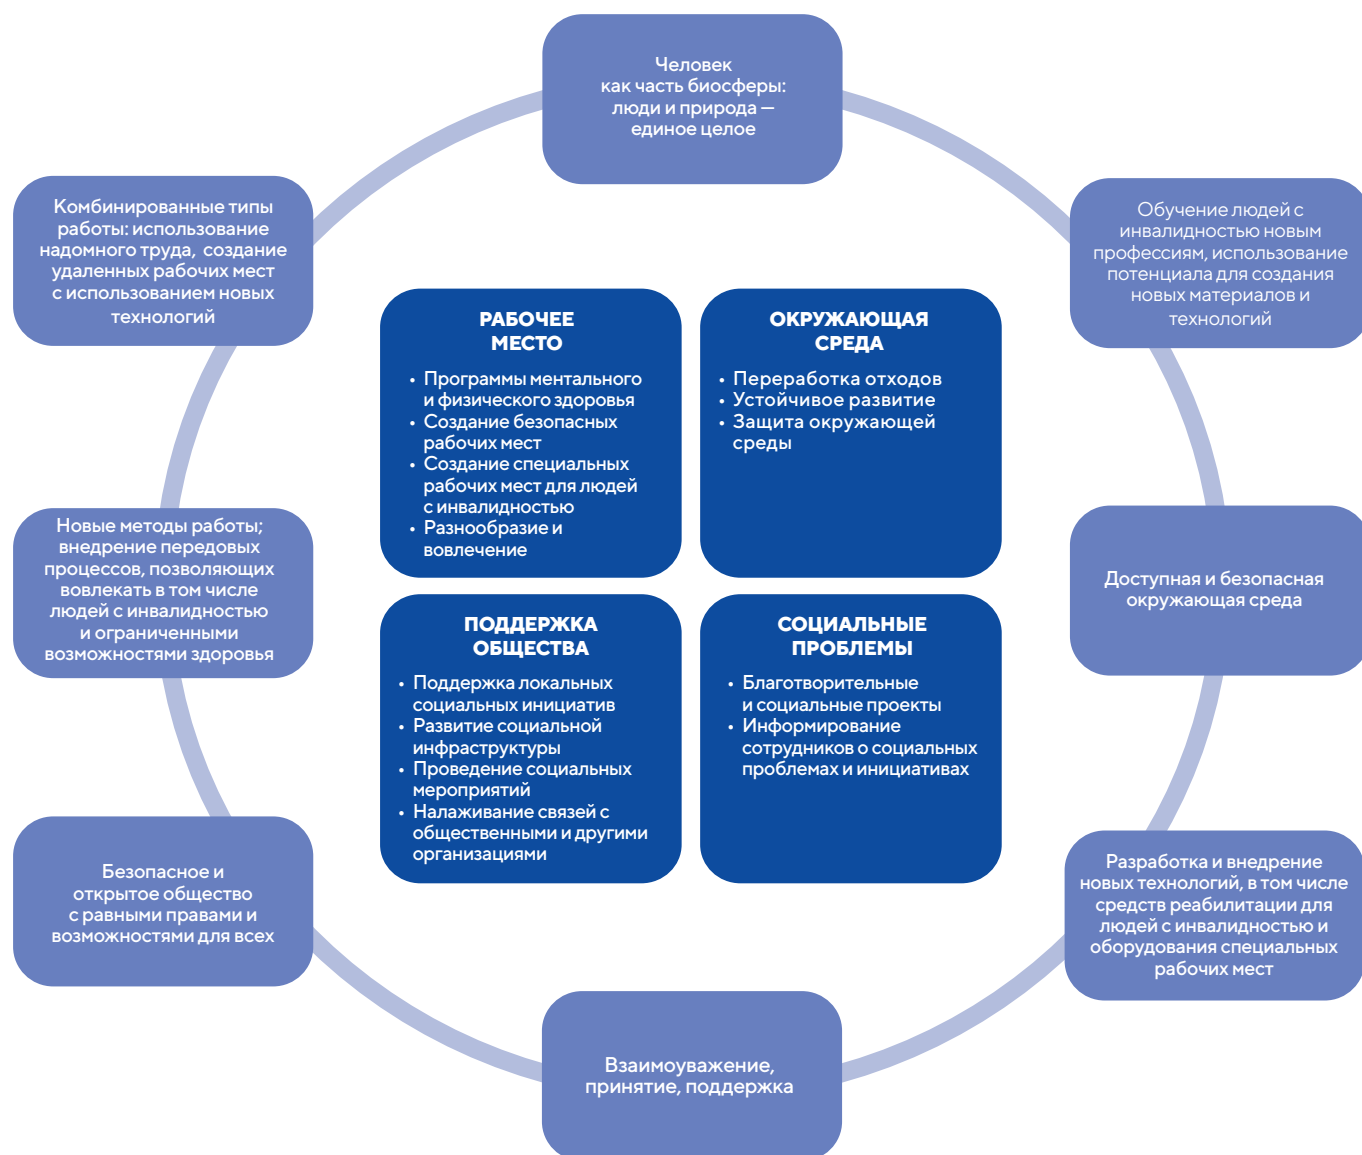 Человек
как часть биосферы:
люди и природа —
единое целое
Комбинированные типы
работы: использование
надомного труда, создание
удаленных рабочих мест
с использованием новых
технологий
Обучение людей с
инвалидностью новым
профессиям, использование
потенциала для создания
новых материалов и
технологий
РАБОЧЕЕ
МЕСТО
• Программы ментального
и физического здоровья
• Создание безопасных
рабочих мест
• Создание специальных
рабочих мест для людей
с инвалидностью
• Разнообразие и
вовлечение
ОКРУЖАЮЩАЯ
СРЕДА
• Переработка отходов
• Устойчивое развитие
• Защита окружающей
среды
Новые методы работы;
внедрение передовых
процессов, позволяющих
вовлекать в том числе
людей с инвалидностью
и ограниченными
возможностями здоровья
Доступная и безопасная
окружающая среда
ПОДДЕРЖКА
ОБЩЕСТВА
• Поддержка локальных
социальных инициатив
• Развитие социальной
инфраструктуры
• Проведение социальных
мероприятий
• Налаживание связей с
общественными и другими
организациями
СОЦИАЛЬНЫЕ
ПРОБЛЕМЫ
• Благотворительные
и социальные проекты
• Информирование
сотрудников о социальных
проблемах и инициативах
Безопасное и
открытое общество
с равными правами и
возможностями для всех
Разработка и внедрение
новых технологий, в том числе
средств реабилитации для
людей с инвалидностью и
оборудования специальных
рабочих мест
Взаимоуважение,
принятие, поддержка